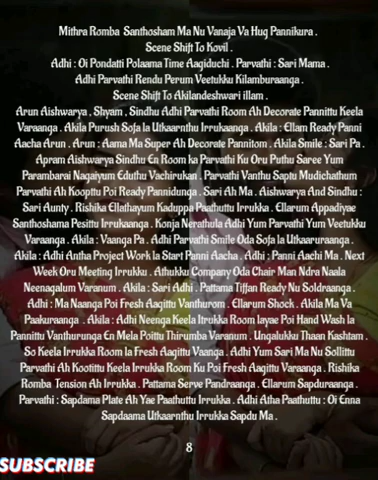 Mithra Romba Santhosham Ma Nu Vanaja Va Hug Pannikura .
Scene Shift To Kovil .
Adhi : Oi Pondatti Polaama Time Aagiduchi . Parvathi : Sari Mama .
Adhi Parvathi Rendu Perum Veetukku Kilamburaanga .
Scene Shift To Akilandeshwari illam .
Arun Aishwarya , Shyam , Sindhu Adhi Parvathi Room Ah Decorate Pannittu Keela
Varaanga . Akila Purush Sofa la Utkaarnthu Irrukaanga . Akila : Ellam Ready Panni
Aacha Arun . Arun : Aama Ma Super Ah Decorate Pannitom . Akila Smile : Sari Pa .
Apram Aishwarya Sindhu En Room ka Parvathi Ku Oru Puthu Saree Yum
Parambarai Nagaiyum Eduthu Vachirukan . Parvathi Vanthu Saptu Mudichathum
Parvathi Ah Koopttu Poi Ready Pannidunga . Sari Ah Ma . Aishwarya And Sindhu :
Sari Aunty . Rishika Ellathayum Kaduppa Paathuttu Irrukka . Ellarum Appadiyae
Santhoshama Pesittu Irrukaanga . Konja Nerathula Adhi Yum Parvathi Yum Veetukku
Varaanga . Akila : Vaanga Pa . Adhi Parvathi Smile Oda Sofa la Utkaaruraanga .
Akila : Adhi Antha Project Work la Start Panni Aacha . Adhi : Panni Aachi Ma . Next
Week Oru Meeting Irrukku . Athukku Company Oda Chair Man Ndra Naala
Neenagalum Varanum . Akila : Sari Adhi . Pattama Tiffan Ready Nu Soldraanga .
Adhi : Ma Naanga Poi Fresh Aagittu Vanthurom . Ellarum Shock . Akila Ma Va
Paakuraanga . Akila : Adhi Neenga Keela Itrukka Room layae Poi Hand Wash la
Pannittu Vanthurunga En Mela Poittu Thirumba Varanum . Ungalukku Thaan Kashtam .
So Keela Irrukka Room la Fresh Aagittu Vaanga . Adhi Yum Sari Ma Nu Sollittu
Parvathi Ah Kootitti Keela Irrukka Room Ku Poi Fresh Aagittu Varaanga . Rishika
Romba Tension Ah Irrukka . Pattama Serve Pandraanga . Ellarum Sapduraanga .
Parvathi : Sapdama Plate Ah Yae Paathuttu Irrukka . Adhi Atha Paathuttu : Oi Enna
Sapdaama Utkaarnthu Irrukka Sapdu Ma .
8
SUBSCRIBE